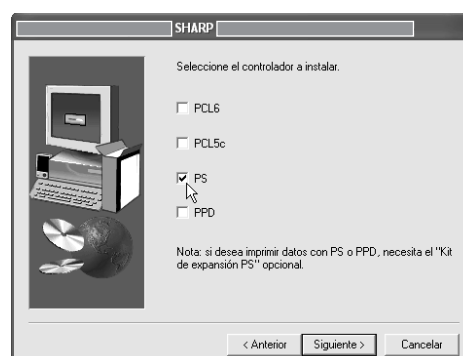 SHARP
Seleccione el controlador a instalar.
PCL6
PCL5c
PS
PPD
Nota: si desea imprimir datos con PS o PPD, necesita el "Kit
de expansión PS" opcional.
< Anterior
Siguiente >
Cancelar